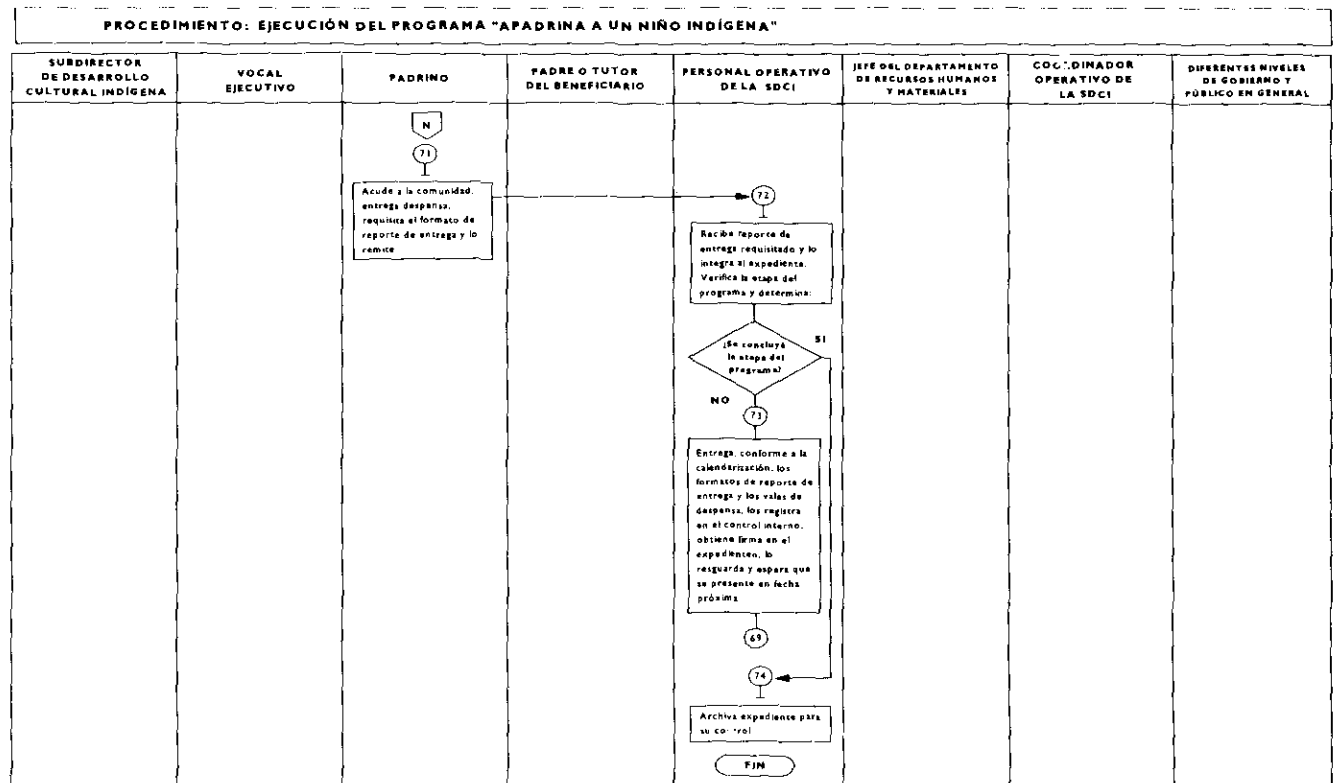 PROCEDIMIENTO: EJECUCIÓN DEL PROGRAMA "APADRINA A UN NIÑO INDÍGENA"
SUBDIRECTOR
DE DESARROLLO
CULTURAL INDÍGENA
VOCAL
EJECUTIVO
PADRINO
PADRE O TUTOR
DEL BENEFICIARIO
PERSONAL OPERATIVO
DE LA SDCI
JEFE DEL DEPARTAMENTO
DE RECURSOS HUMANOS
Y MATERIALES
COORDINADOR
OPERATIVO DE
LA SDCI
DIFERENTES NIVELES
DE GOBIERNO Y
PÚBLICO EN GENERAL
N
71
Acude a la comunidad,
entrega despensa,
requisita el formato de
reporte de entrega y lo
remite
72
Recibe reporte de
entrega requisitado y lo
integra al expediente.
Verifica la etapa del
programa y determina:
¿Se concluyó
la etapa del
programa?
SI
NO
73
Entrega, conforme a la
calendarización, los
formatos de reporte de
entrega y los vales de
despensa, los registra
en el control interno,
obtiene firma en el
expedienten, lo
resguarda y espera que
se presente en fecha
próxima
69
74
Archiva expediente para
su control
FIN